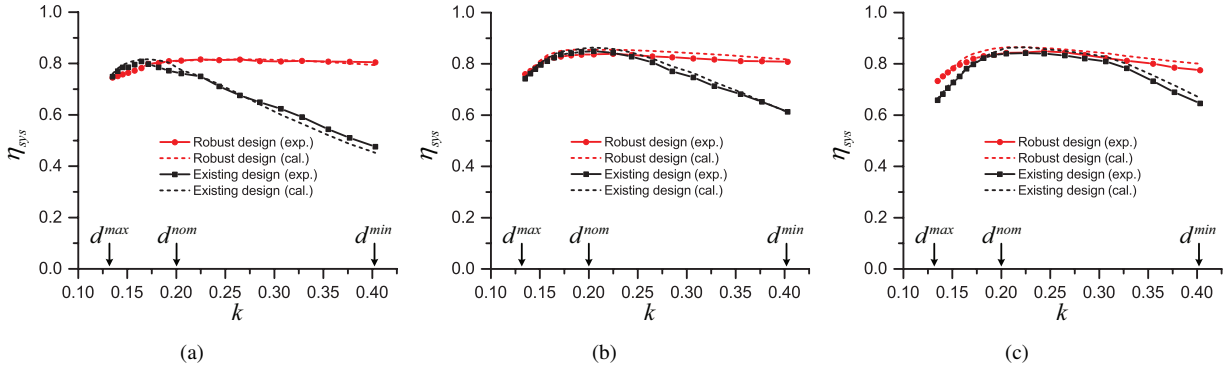 1.0
0.8
0.6
0.4
0.2
0.0
η_sys
Robust design (exp.)
Robust design (cal.)
Existing design (exp.)
Existing design (cal.)
d^max
d^nom
d^min
0.10 0.15 0.20 0.25 0.30 0.35 0.40
k
(a)
1.0
0.8
0.6
0.4
0.2
0.0
η_sys
Robust design (exp.)
Robust design (cal.)
Existing design (exp.)
Existing design (cal.)
d^max
d^nom
d^min
0.10 0.15 0.20 0.25 0.30 0.35 0.40
k
(b)
1.0
0.8
0.6
0.4
0.2
0.0
η_sys
Robust design (exp.)
Robust design (cal.)
Existing design (exp.)
Existing design (cal.)
d^max
d^nom
d^min
0.10 0.15 0.20 0.25 0.30 0.35 0.40
k
(c)